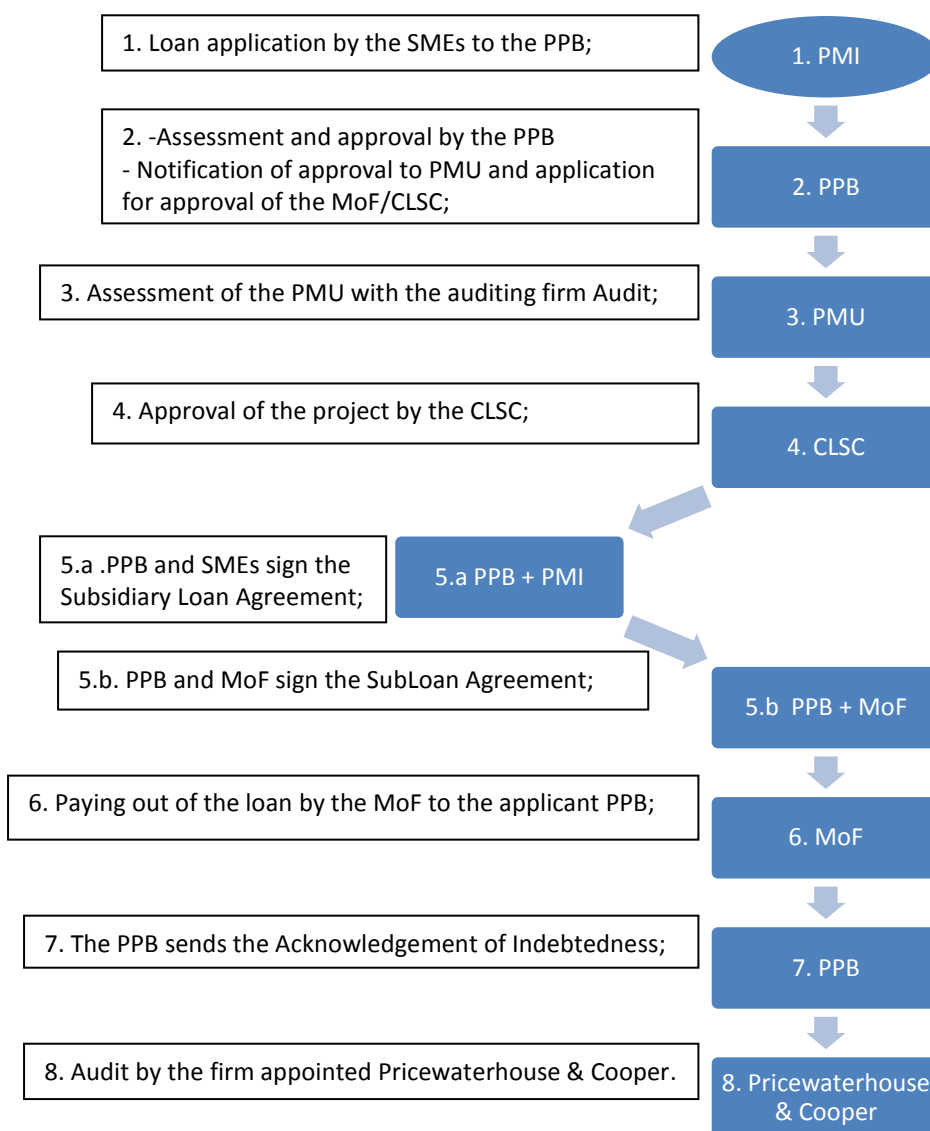 1. Loan application by the SMEs to the PPB;
1. PMI
2. -Assessment and approval by the PPB
- Notification of approval to PMU and application
for approval of the MoF/CLSC;
2. PPB
3. Assessment of the PMU with the auditing firm Audit;
3. PMU
4. Approval of the project by the CLSC;
4. CLSC
5.a .PPB and SMEs sign the
Subsidiary Loan Agreement;
5.a PPB + PMI
5.b. PPB and MoF sign the SubLoan Agreement;
5.b PPB + MoF
6. Paying out of the loan by the MoF to the applicant PPB;
6. MoF
7. The PPB sends the Acknowledgement of Indebtedness;
7. PPB
8. Audit by the firm appointed Pricewaterhouse & Cooper.
8. Pricewaterhouse
& Cooper